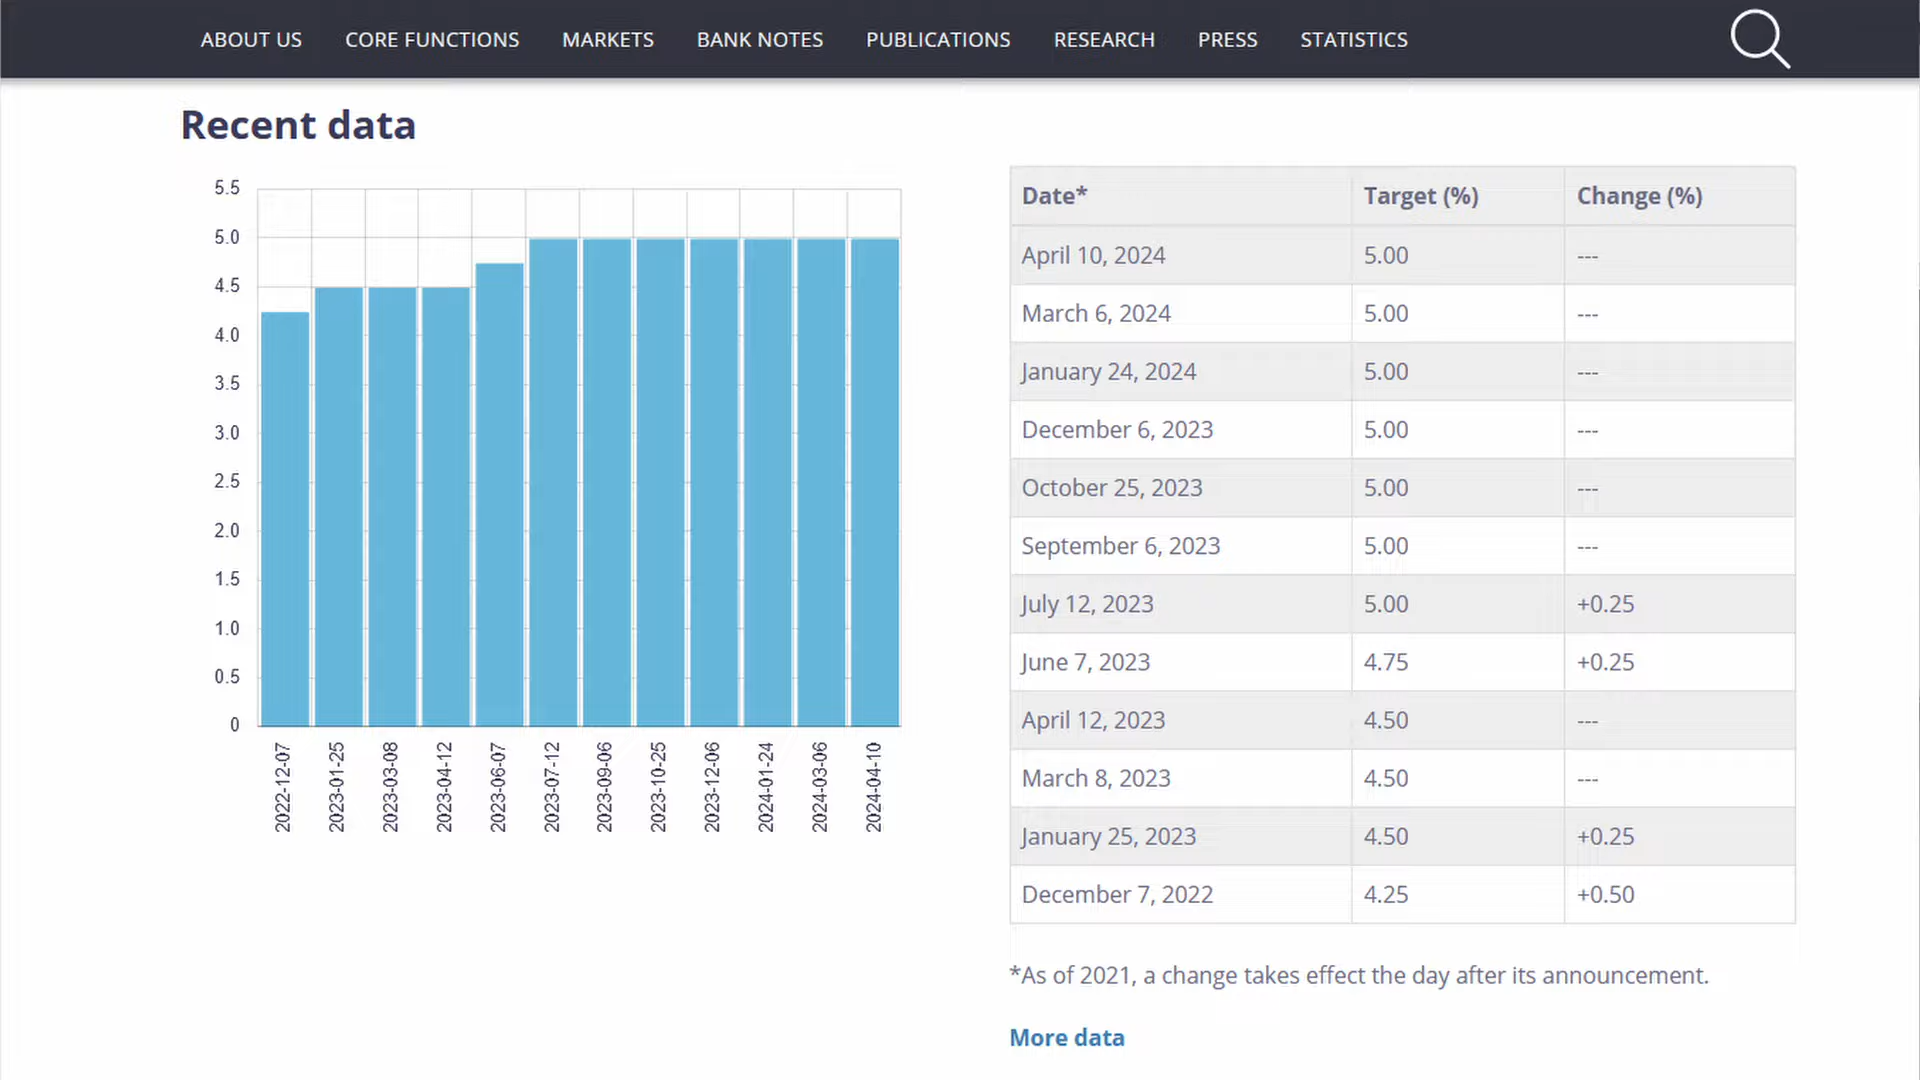 ABOUT US CORE FUNCTIONS MARKETS BANK NOTES PUBLICATIONS RESEARCH PRESS STATISTICS
Recent data
5.5
5.0
4.5
4.0
3.5
3.0
2.5
2.0
1.5
1.0
0.5
0
2022-12-07
2023-01-25
2023-03-08
2023-04-12
2023-06-07
2023-07-12
2023-09-06
2023-10-25
2023-12-06
2024-01-24
2024-03-06
2024-04-10
Date* Target (%) Change (%)
April 10, 2024 5.00 ---
March 6, 2024 5.00 ---
January 24, 2024 5.00 ---
December 6, 2023 5.00 ---
October 25, 2023 5.00 ---
September 6, 2023 5.00 ---
July 12, 2023 5.00 +0.25
June 7, 2023 4.75 +0.25
April 12, 2023 4.50 ---
March 8, 2023 4.50 ---
January 25, 2023 4.50 +0.25
December 7, 2022 4.25 +0.50
*As of 2021, a change takes effect the day after its announcement.
More data